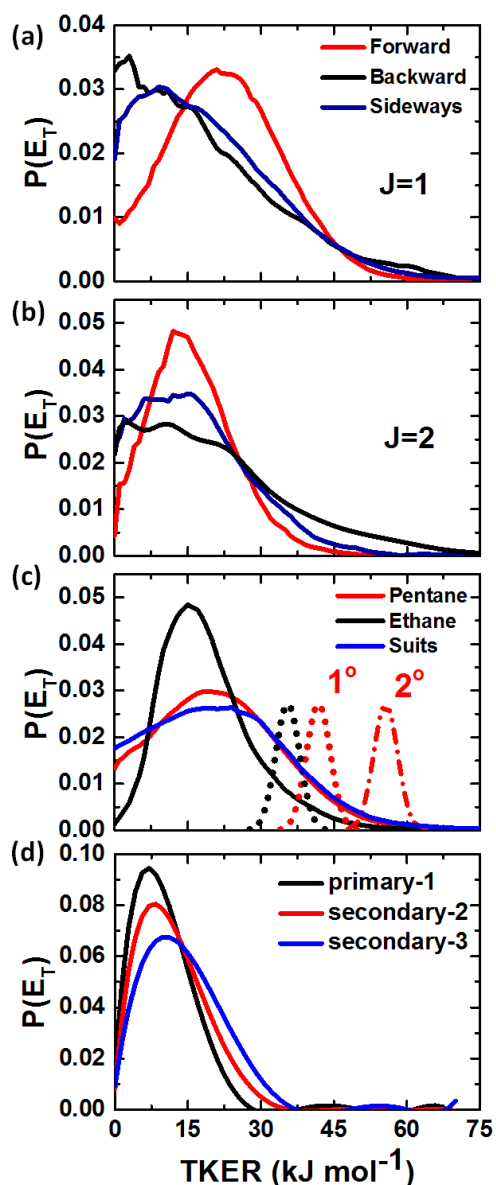 (a)
0.04
0.03
0.02
0.01
0.00
P(E_T)
Forward
Backward
Sideways
J=1
(b)
0.05
0.04
0.03
0.02
0.01
0.00
P(E_T)
J=2
(c)
0.05
0.04
0.03
0.02
0.01
0.00
P(E_T)
Pentane
Ethane
Suits
1° 2°
(d)
0.10
0.08
0.06
0.04
0.02
0.00
P(E_T)
primary-1
secondary-2
secondary-3
0 15 30 45 60 75
TKER (kJ mol⁻¹)